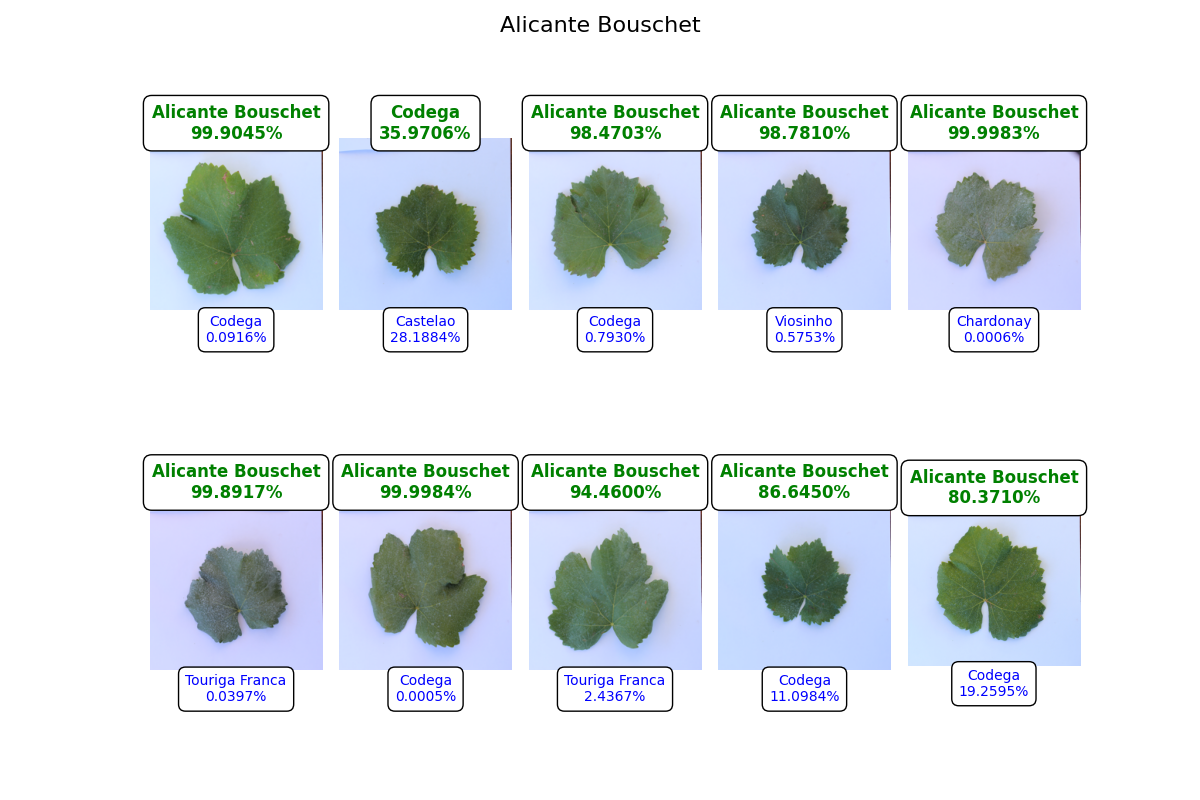 Alicante Bouschet
Alicante Bouschet
99.9045%
Codega
35.9706%
Alicante Bouschet
98.4703%
Alicante Bouschet
98.7810%
Alicante Bouschet
99.9983%
Codega
0.0916%
Castelao
28.1884%
Codega
0.7930%
Viosinho
0.5753%
Chardonay
0.0006%
Alicante Bouschet
99.8917%
Alicante Bouschet
99.9984%
Alicante Bouschet
94.4600%
Alicante Bouschet
86.6450%
Alicante Bouschet
80.3710%
Touriga Franca
0.0397%
Codega
0.0005%
Touriga Franca
2.4367%
Codega
11.0984%
Codega
19.2595%